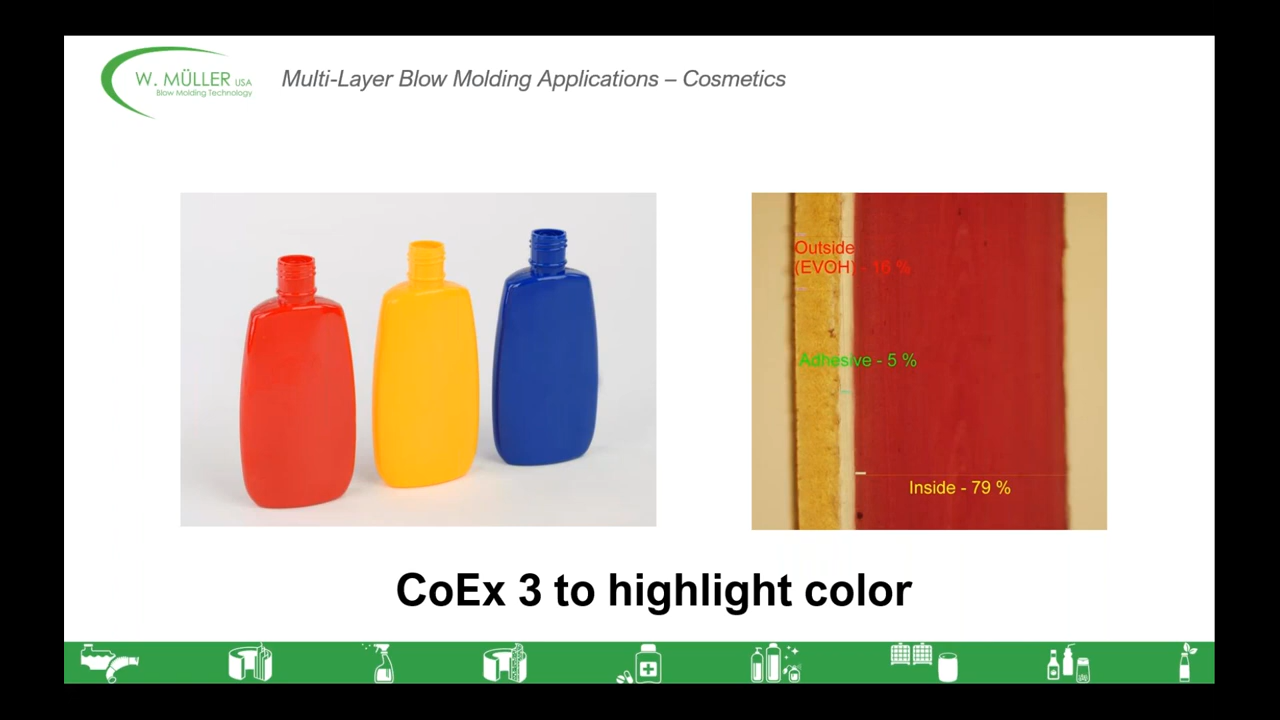 W. MÜLLER USA
Blow Molding Technology
Multi-Layer Blow Molding Applications – Cosmetics
Outside
(EVOH) - 16 %
Adhesive - 5 %
Inside - 79 %
CoEx 3 to highlight color